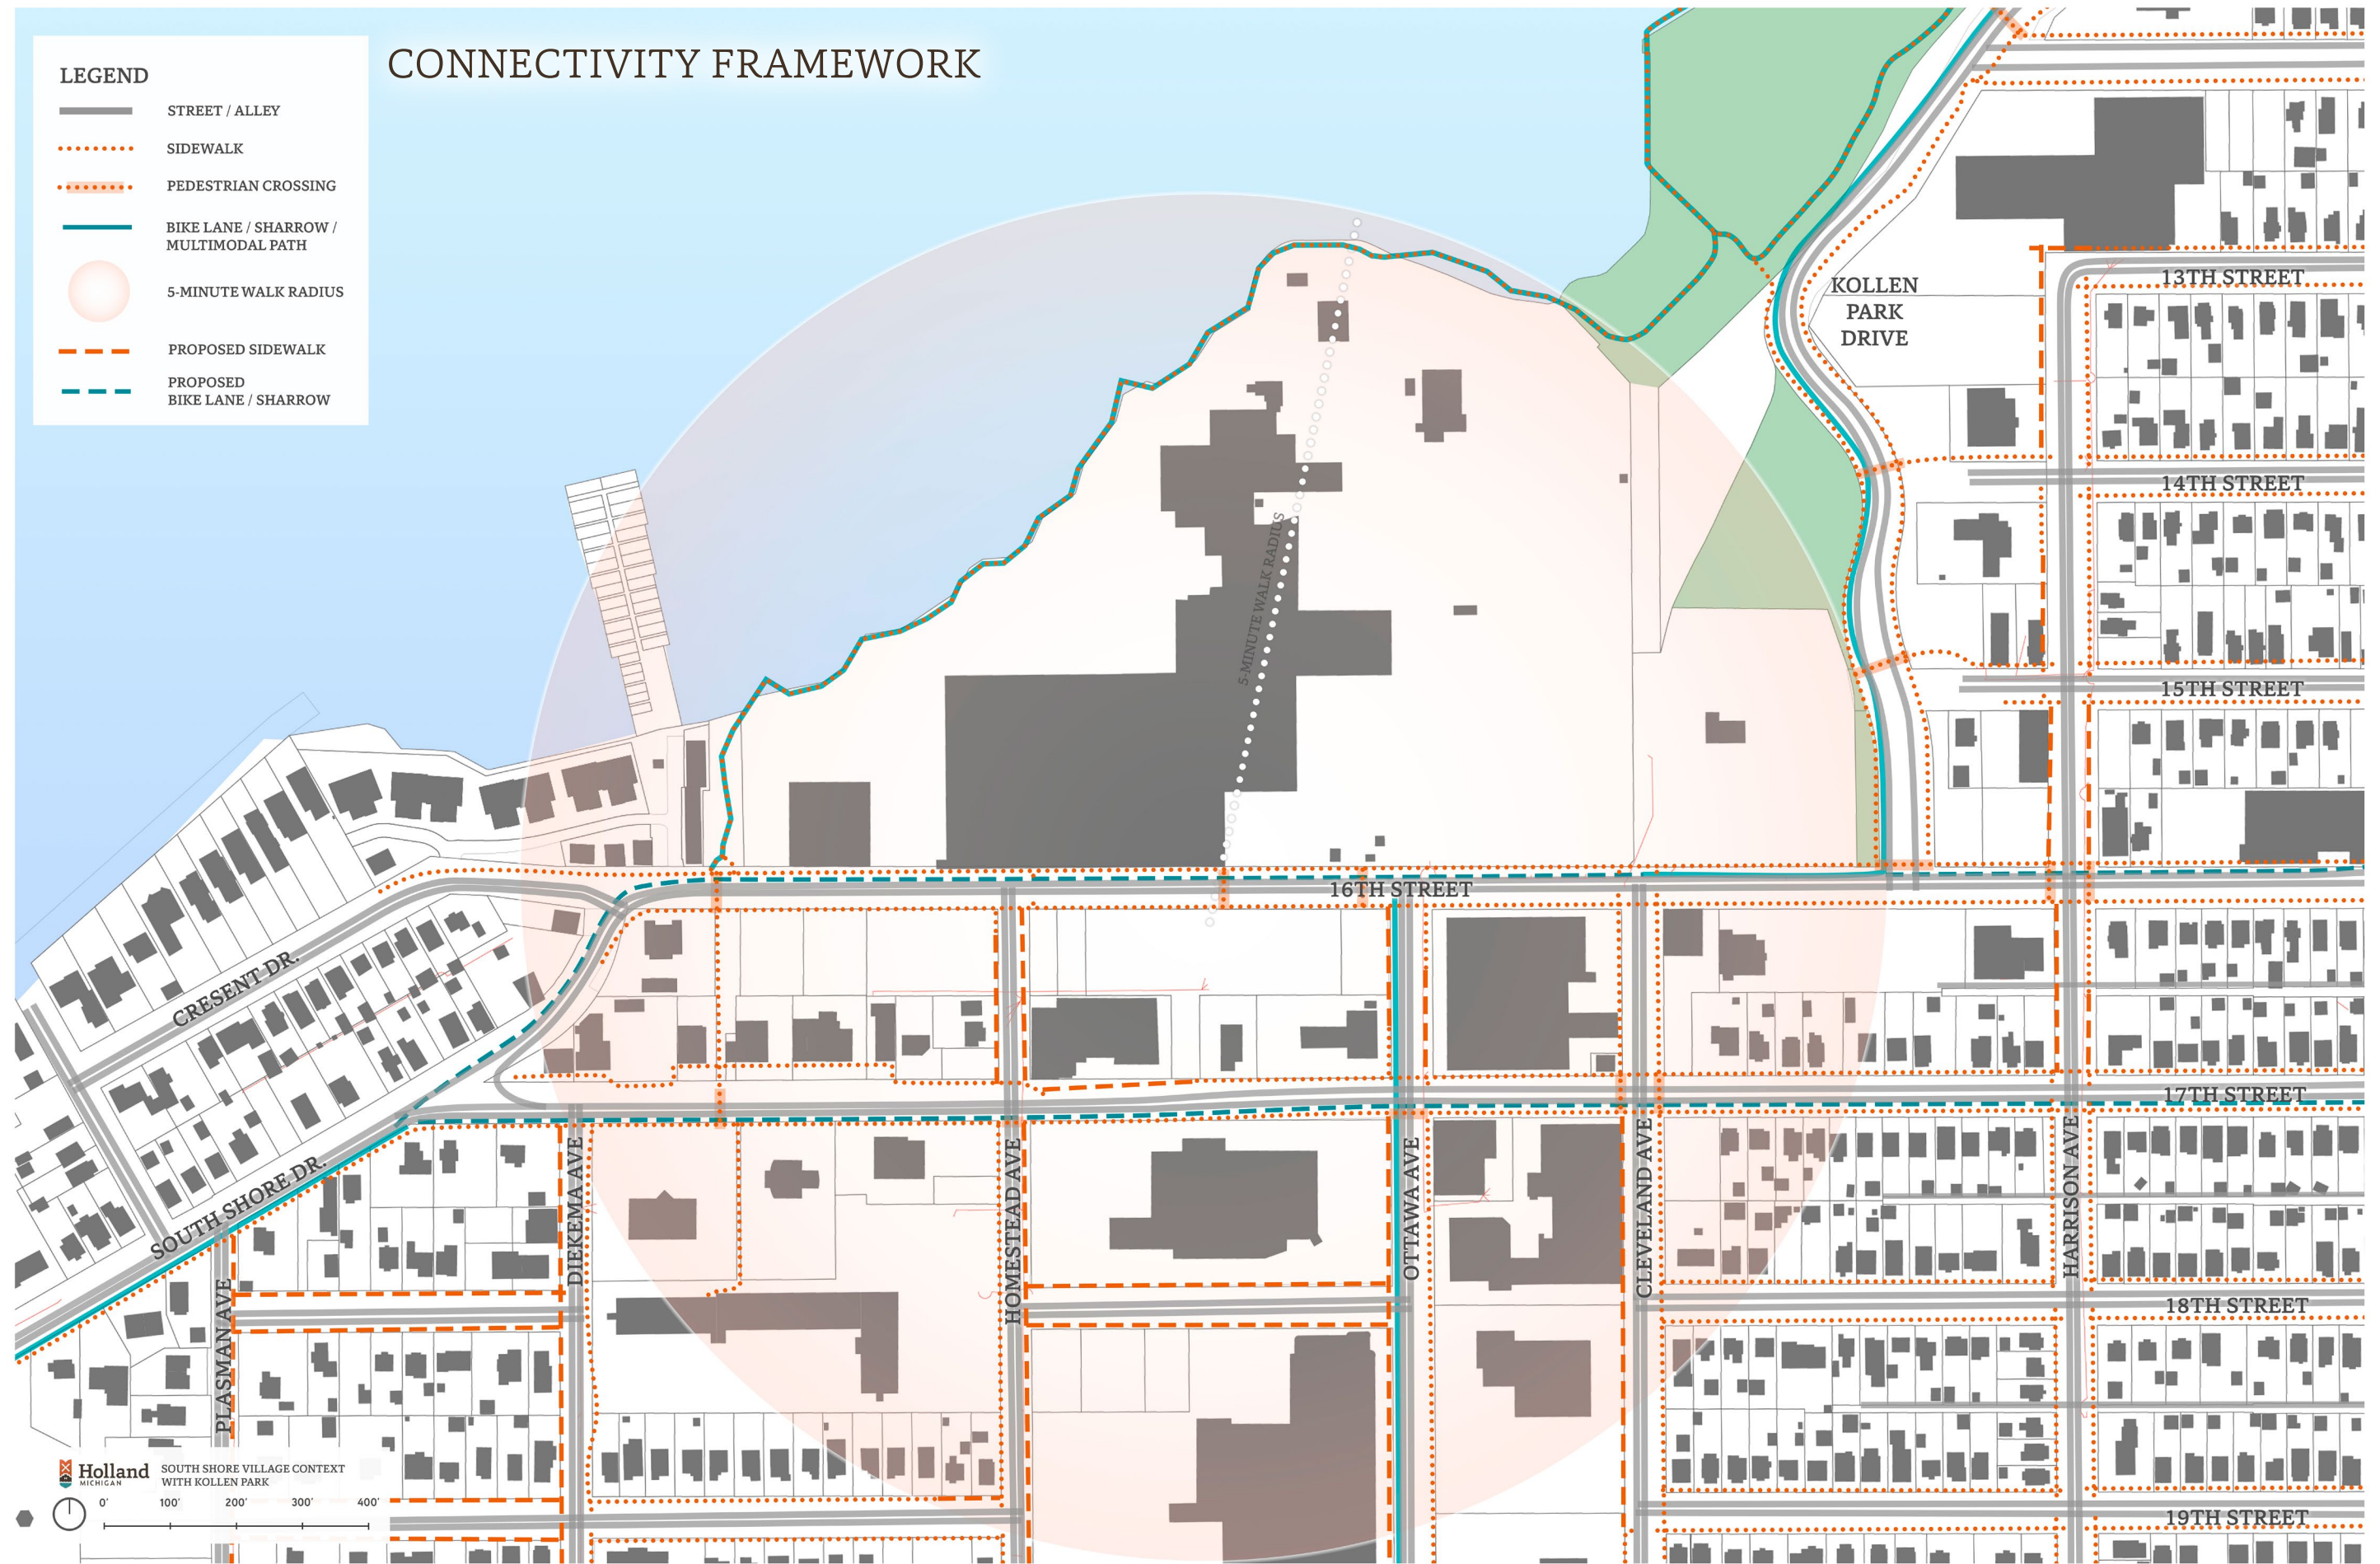 CONNECTIVITY FRAMEWORK
LEGEND
STREET / ALLEY
SIDEWALK
PEDESTRIAN CROSSING
BIKE LANE / SHARROW /
MULTIMODAL PATH
5-MINUTE WALK RADIUS
PROPOSED SIDEWALK
PROPOSED
BIKE LANE / SHARROW
KOLLEN
PARK
DRIVE
13TH STREET
14TH STREET
5-MINUTE WALK RADIUS
15TH STREET
16TH STREET
CRESENT DR.
17TH STREET
SOUTH SHORE DR.
DIEKEMA AVE
HOMESTEAD AVE
OTTAWA AVE
CLEVELAND AVE
HARRISON AVE
PLASMAN AVE
18TH STREET
19TH STREET
Holland
MICHIGAN
SOUTH SHORE VILLAGE CONTEXT
WITH KOLLEN PARK
0' 100' 200' 300' 400'